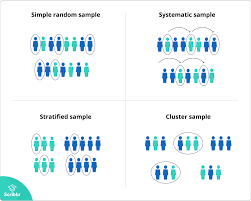 Simple random sample
Systematic sample
Stratified sample
Cluster sample
Scribbr